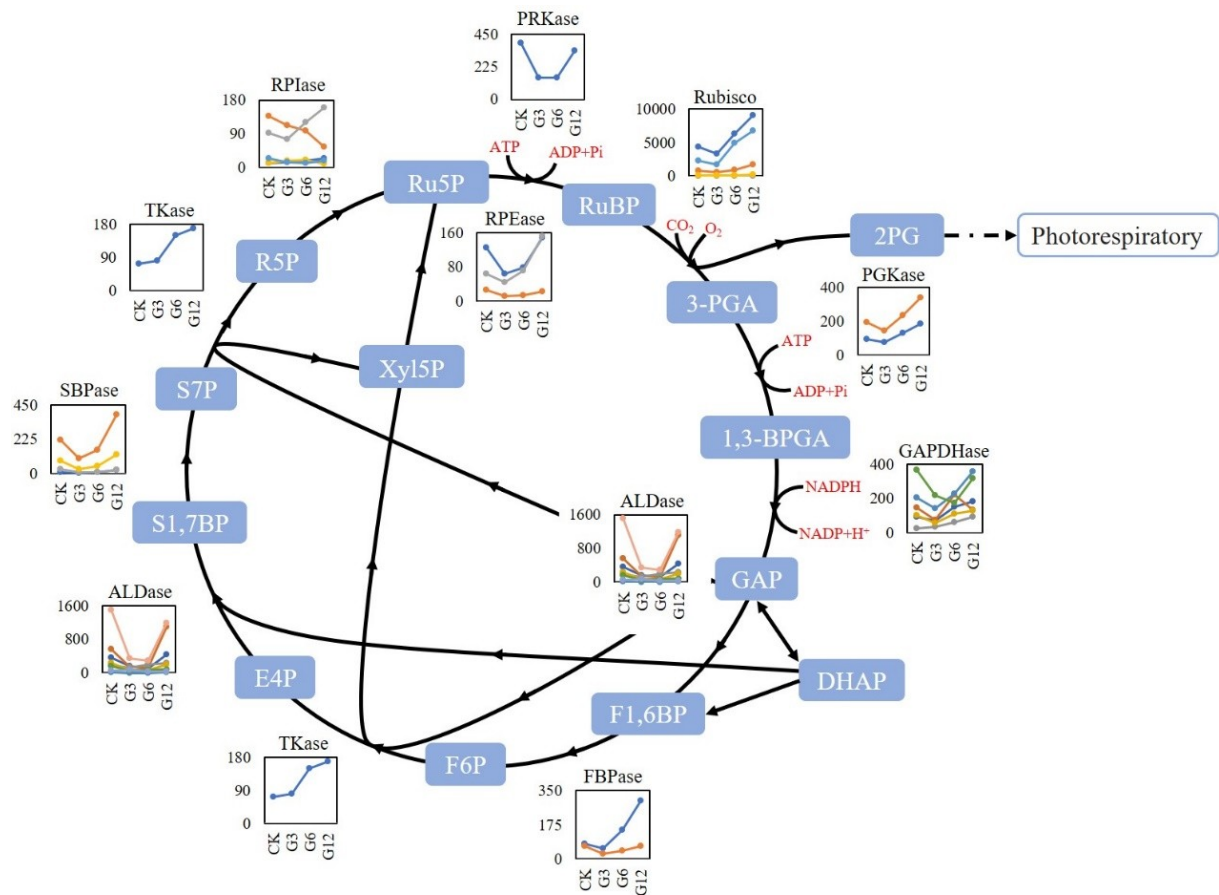 PRKase
450
225
0
CK G3 G6 G12
RPIase
180
90
0
CK G3 G6 G12
Rubisco
10000
5000
0
CK G3 G6 G12
ATP
ADP+Pi
Ru5P
RuBP
TKase
180
90
0
CK G3 G6 G12
R5P
RPEase
160
80
0
CK G3 G6 G12
CO2
O2
2PG
Photorespiratory
3-PGA
PGKase
400
200
0
CK G3 G6 G12
ATP
ADP+Pi
Xyl5P
S7P
SBPase
450
225
0
CK G3 G6 G12
1,3-BPGA
GAPDHase
400
200
0
CK G3 G6 G12
NADPH
NADP+H+
S1,7BP
ALDase
1600
800
0
CK G3 G6 G12
GAP
ALDase
1600
800
0
CK G3 G6 G12
E4P
DHAP
F1,6BP
TKase
180
90
0
CK G3 G6 G12
F6P
FBPase
350
175
0
CK G3 G6 G12